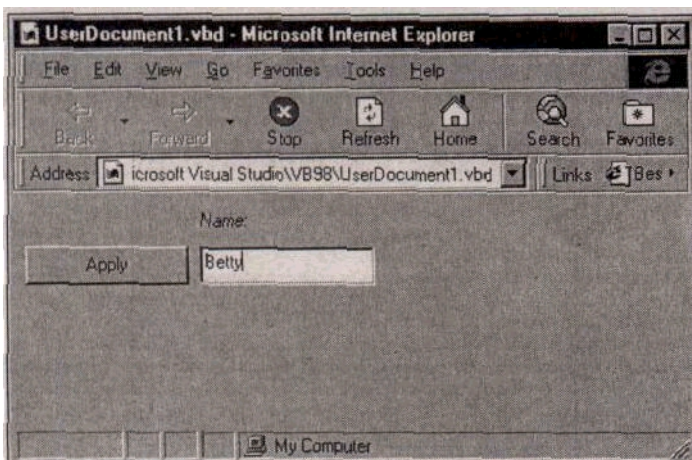 UserDocument1.vbd - Microsoft Internet Explorer
File Edit View Go Favorites Tools Help
Back Forward Stop Refresh Home Search Favorites
Address icrosoft Visual Studio\VB98\UserDocument1.vbd Links Bes
Name:
Apply Betty
My Computer